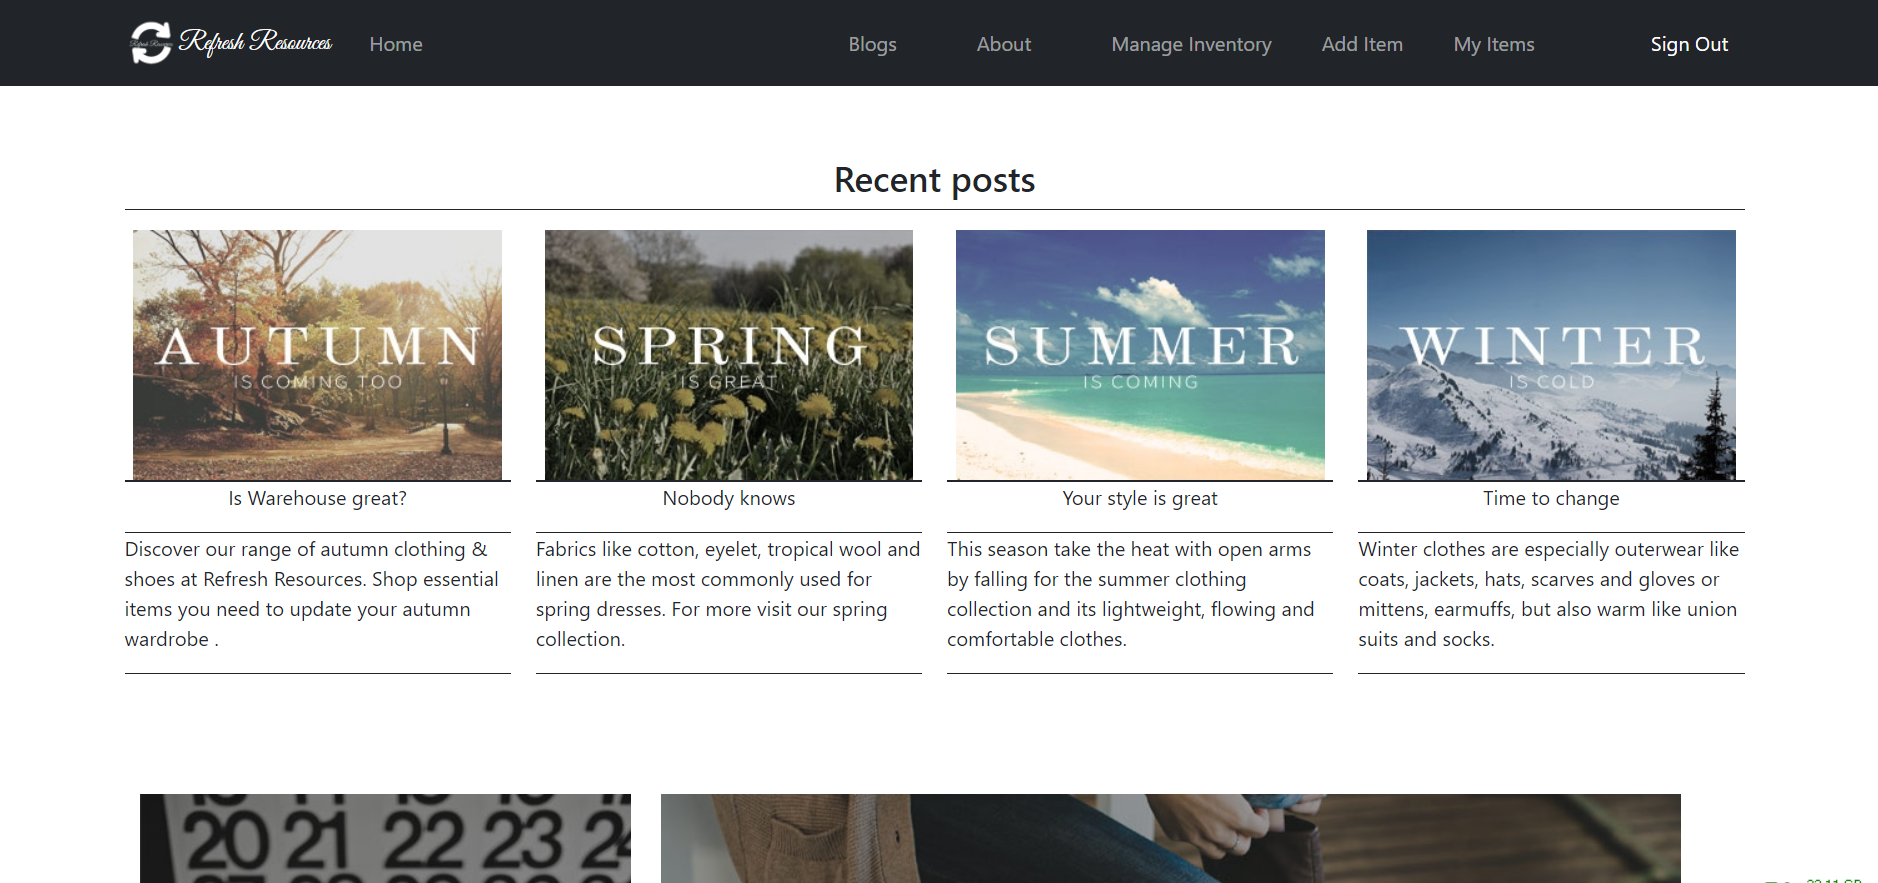 Refresh Resources Home Blogs About Manage Inventory Add Item My Items Sign Out
Recent posts
AUTUMN
IS COMING TOO
SPRING
IS GREAT
SUMMER
IS COMING
WINTER
IS COLD
Is Warehouse great?
Discover our range of autumn clothing &
shoes at Refresh Resources. Shop essential
items you need to update your autumn
wardrobe .
Nobody knows
Fabrics like cotton, eyelet, tropical wool and
linen are the most commonly used for
spring dresses. For more visit our spring
collection.
Your style is great
This season take the heat with open arms
by falling for the summer clothing
collection and its lightweight, flowing and
comfortable clothes.
Time to change
Winter clothes are especially outerwear like
coats, jackets, hats, scarves and gloves or
mittens, earmuffs, but also warm like union
suits and socks.
20 21 22 23